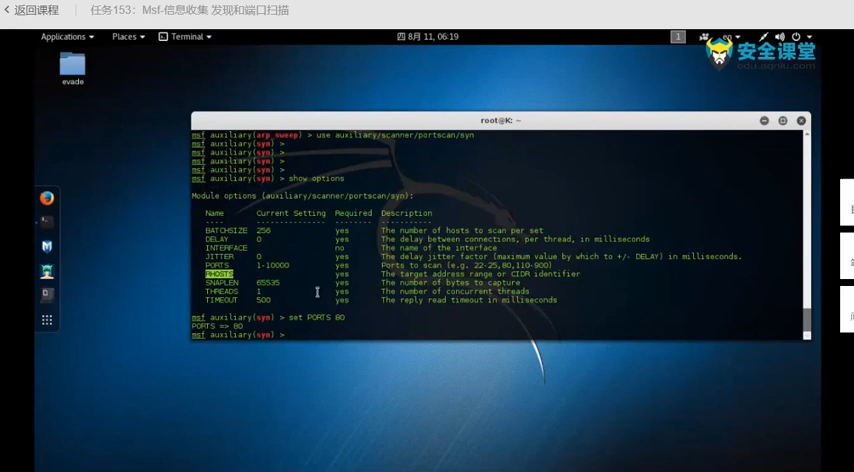 返回课程
任务153：Msf-信息收集 发现和端口扫描
Applications Places Terminal 四 8月 11, 06:19 1 en
安全课堂
edu.aqniu.com
evade
root@K: ~
msf auxiliary(arp_sweep) > use auxiliary/scanner/portscan/syn
msf auxiliary(syn) >
msf auxiliary(syn) >
msf auxiliary(syn) >
msf auxiliary(syn) >
msf auxiliary(syn) > show options
Module options (auxiliary/scanner/portscan/syn):
Name Current Setting Required Description
---- --------------- -------- -----------
BATCHSIZE 256 yes The number of hosts to scan per set
DELAY 0 yes The delay between connections, per thread, in milliseconds
INTERFACE no The name of the interface
JITTER 0 yes The delay jitter factor (maximum value by which to +/- DELAY) in milliseconds.
PORTS 1-10000 yes Ports to scan (e.g. 22-25,80,110-900)
RHOSTS yes The target address range or CIDR identifier
SNAPLEN 65535 yes The number of bytes to capture
THREADS 1 yes The number of concurrent threads
TIMEOUT 500 yes The reply read timeout in milliseconds
msf auxiliary(syn) > set PORTS 80
PORTS => 80
msf auxiliary(syn) >